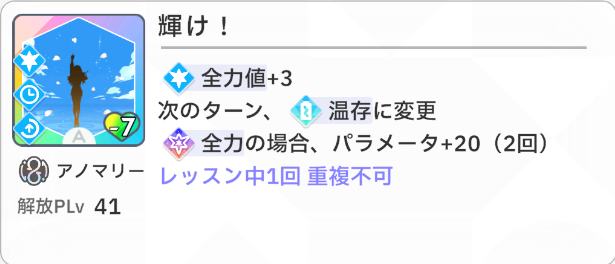 輝け！
全力値+3
次のターン、温存に変更
全力の場合、パラメータ+20（2回）
レッスン中1回 重複不可
A
-7
アノマリー
解放PLv 41